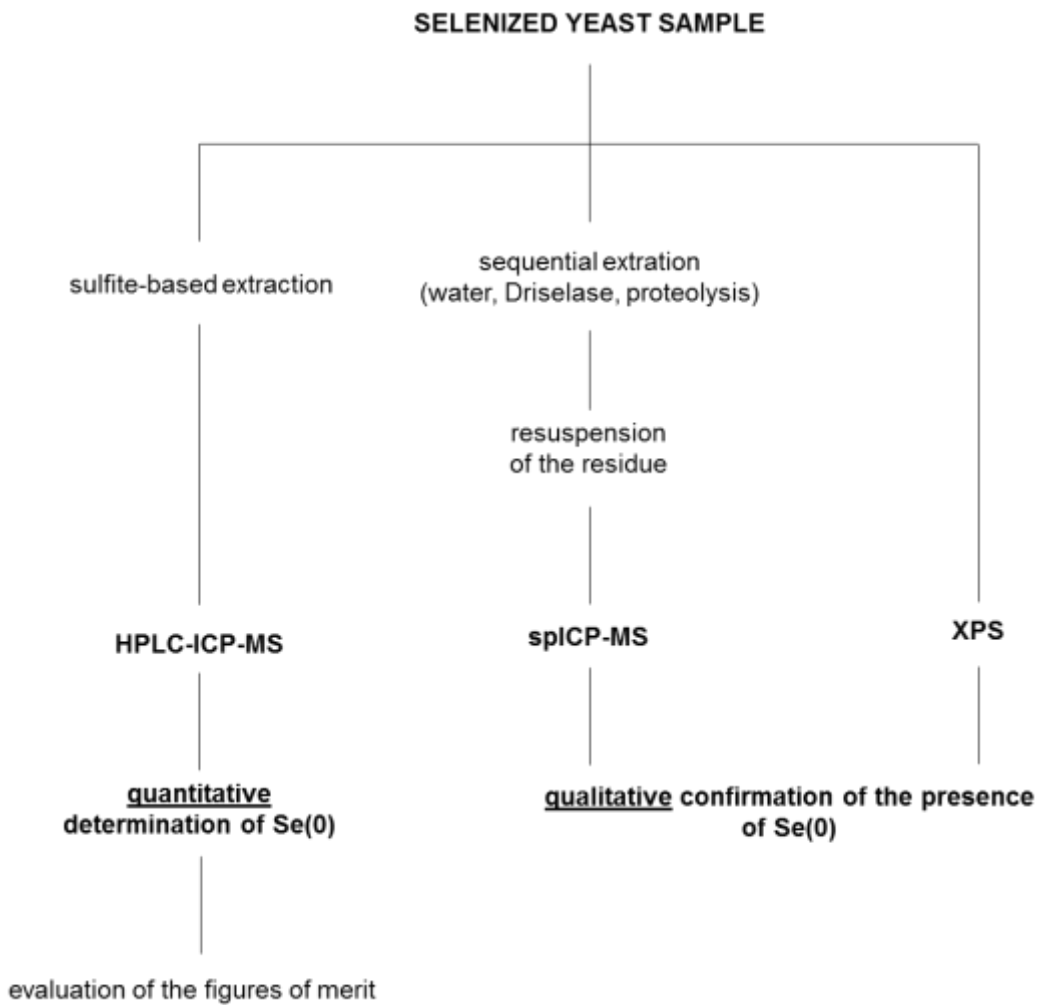 SELENIZED YEAST SAMPLE
sulfite-based extraction
sequential extration
(water, Driselase, proteolysis)
resuspension
of the residue
HPLC-ICP-MS
spICP-MS
XPS
quantitative
determination of Se(0)
qualitative confirmation of the presence
of Se(0)
evaluation of the figures of merit